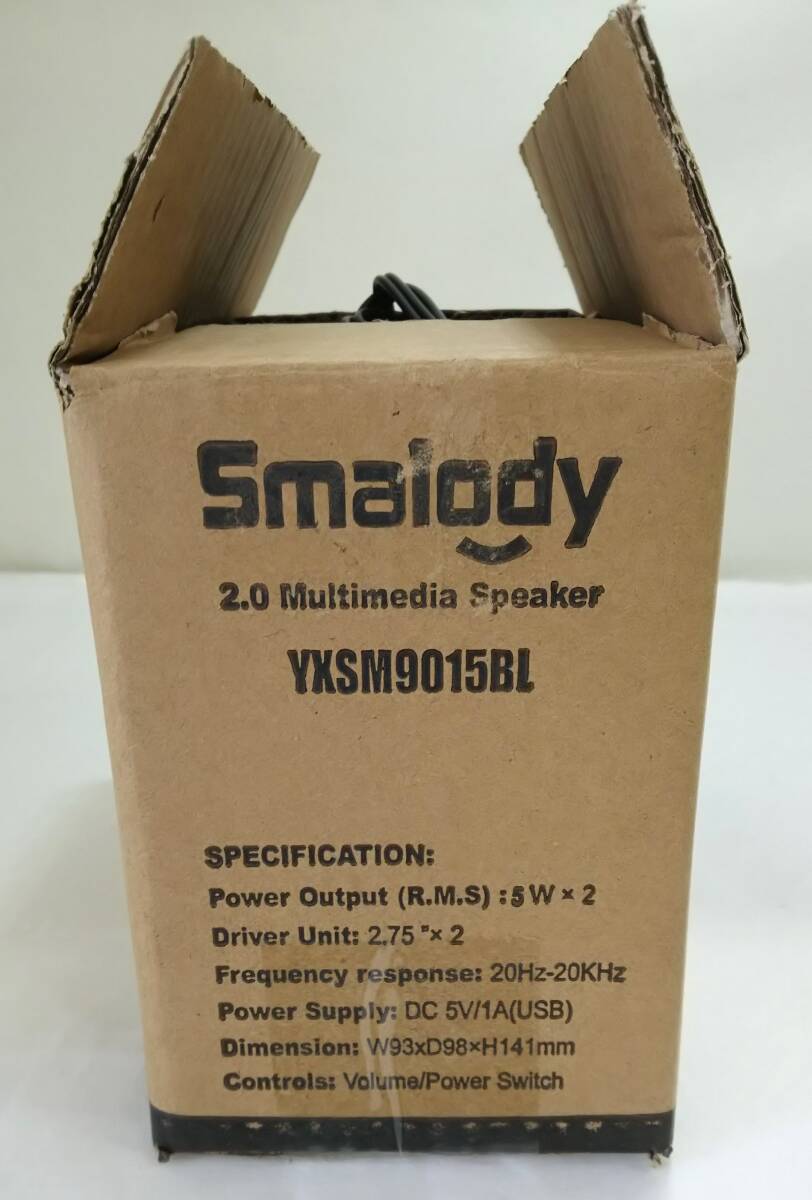 Smalody
2.0 Multimedia Speaker
YXSM9015BL
SPECIFICATION:
Power Output (R.M.S) : 5W × 2
Driver Unit: 2.75 "× 2
Frequency response: 20Hz-20KHz
Power Supply: DC 5V/1A(USB)
Dimension: W93xD98×H141mm
Controls: Volume/Power Switch